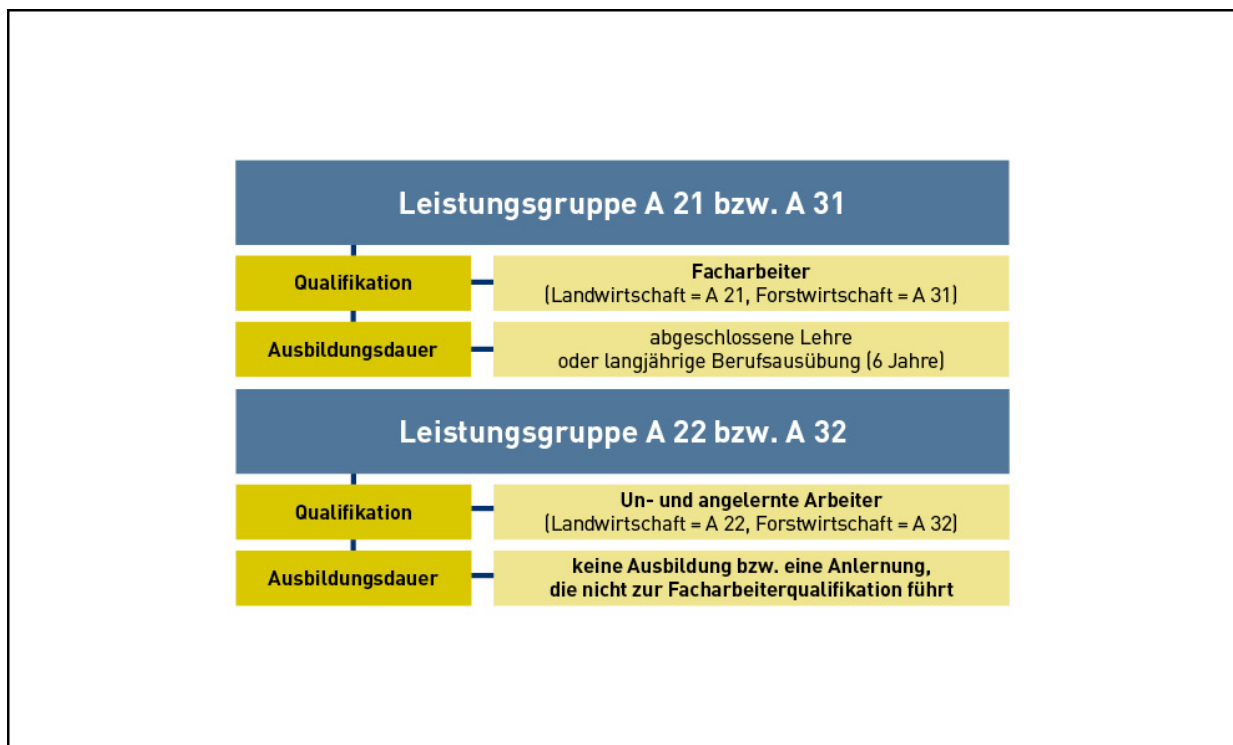 Leistungsgruppe A 21 bzw. A 31
Qualifikation
Facharbeiter
(Landwirtschaft = A 21, Forstwirtschaft = A 31)
Ausbildungsdauer
abgeschlossene Lehre
oder langjährige Berufsausübung (6 Jahre)
Leistungsgruppe A 22 bzw. A 32
Qualifikation
Un- und angelernte Arbeiter
(Landwirtschaft = A 22, Forstwirtschaft = A 32)
Ausbildungsdauer
keine Ausbildung bzw. eine Anlernung,
die nicht zur Facharbeiterqualifikation führt